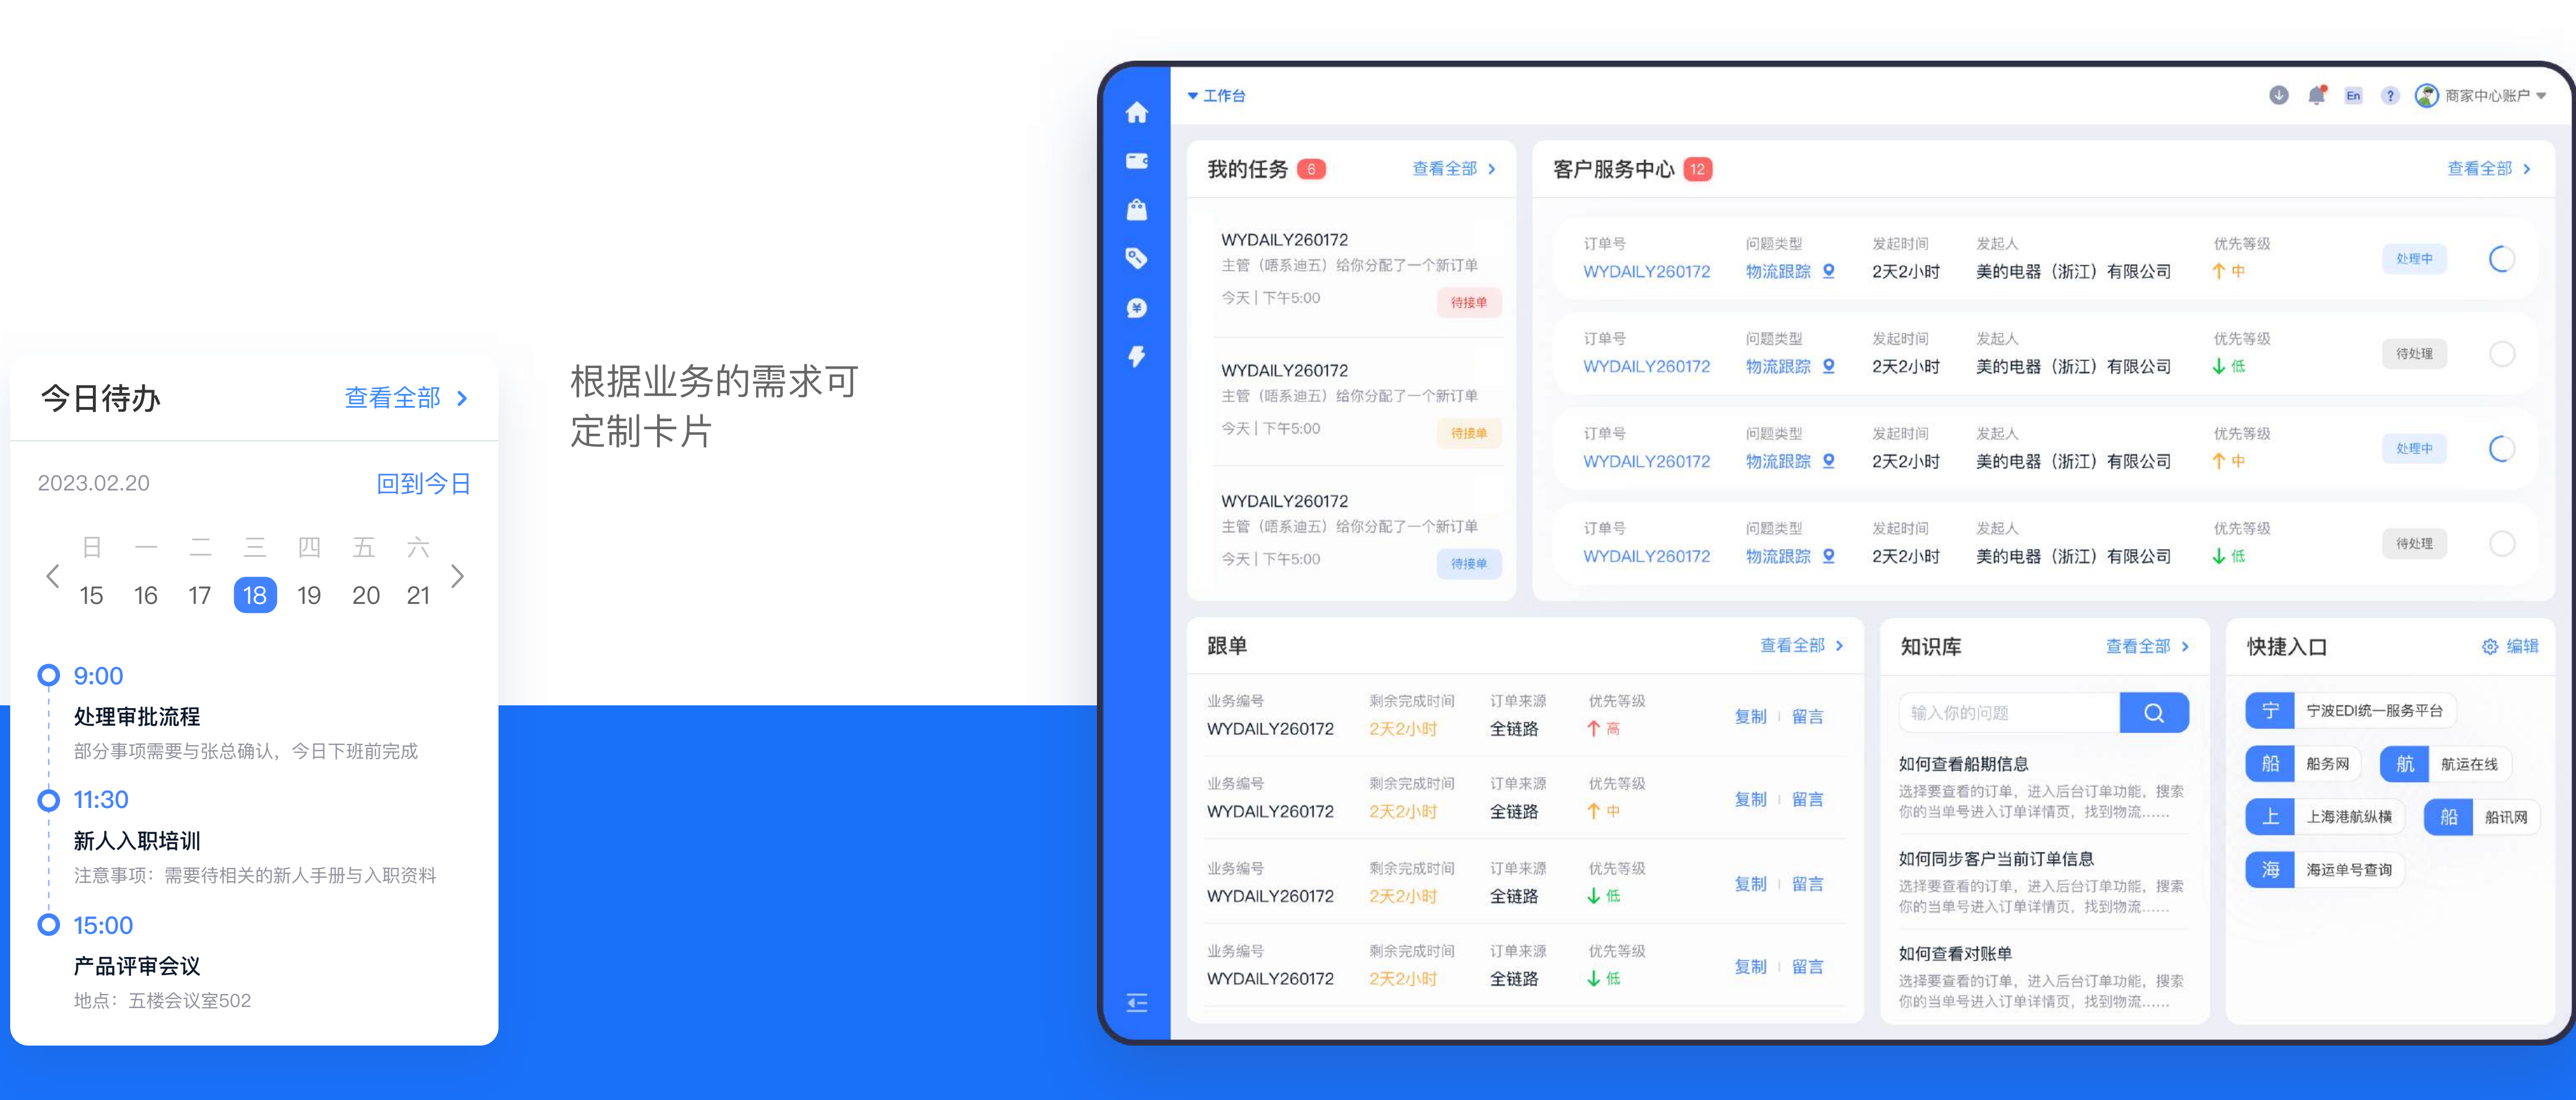 今日待办
查看全部
2023.02.20
回到今日
日 一 二 三 四 五 六
15 16 17 18 19 20 21
9:00
处理审批流程
部分事项需要与张总确认，今日下班前完成
11:30
新人入职培训
注意事项：需要待相关的新人手册与入职资料
15:00
产品评审会议
地点：五楼会议室502
根据业务的需求可
定制卡片
工作台
En ? 商家中心账户
我的任务 6 查看全部
WYDAILY260172
主管（唔系迪五）给你分配了一个新订单
今天 | 下午5:00
待接单
WYDAILY260172
主管（唔系迪五）给你分配了一个新订单
今天 | 下午5:00
待接单
WYDAILY260172
主管（唔系迪五）给你分配了一个新订单
今天 | 下午5:00
待接单
客户服务中心 12 查看全部
订单号 问题类型 发起时间 发起人 优先等级
WYDAILY260172 物流跟踪 2天2小时 美的电器（浙江）有限公司 中 处理中
订单号 问题类型 发起时间 发起人 优先等级
WYDAILY260172 物流跟踪 2天2小时 美的电器（浙江）有限公司 低 待处理
订单号 问题类型 发起时间 发起人 优先等级
WYDAILY260172 物流跟踪 2天2小时 美的电器（浙江）有限公司 中 处理中
订单号 问题类型 发起时间 发起人 优先等级
WYDAILY260172 物流跟踪 2天2小时 美的电器（浙江）有限公司 低 待处理
跟单 查看全部
业务编号 剩余完成时间 订单来源 优先等级
WYDAILY260172 2天2小时 全链路 高 复制 留言
业务编号 剩余完成时间 订单来源 优先等级
WYDAILY260172 2天2小时 全链路 中 复制 留言
业务编号 剩余完成时间 订单来源 优先等级
WYDAILY260172 2天2小时 全链路 低 复制 留言
业务编号 剩余完成时间 订单来源 优先等级
WYDAILY260172 2天2小时 全链路 低 复制 留言
知识库 查看全部
输入你的问题
如何查看船期信息
选择要查看的订单，进入后台订单功能，搜索
你的当单号进入订单详情页，找到物流......
如何同步客户当前订单信息
选择要查看的订单，进入后台订单功能，搜索
你的当单号进入订单详情页，找到物流......
如何查看对账单
选择要查看的订单，进入后台订单功能，搜索
你的当单号进入订单详情页，找到物流......
快捷入口 编辑
宁 宁波EDI统一服务平台
船 船务网 航 航运在线
上 上海港航纵横 船 船讯网
海 海运单号查询